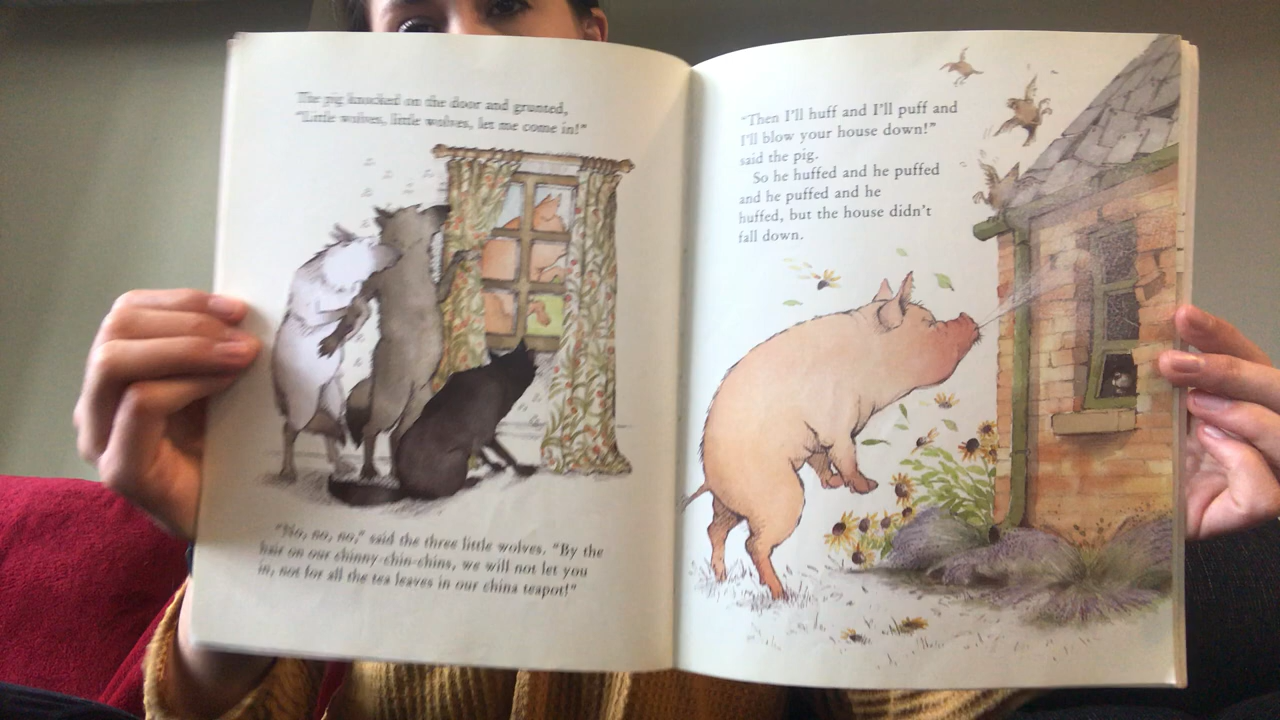 The pig knocked on the door and grunted,
"Little wolves, little wolves, let me come in!"
"No, no, no," said the three little wolves. "By the
hair on our chinny-chin-chins, we will not let you
in, not for all the tea leaves in our china teapot!"
"Then I'll huff and I'll puff and
I'll blow your house down!"
said the pig.
So he huffed and he puffed
and he puffed and he
huffed, but the house didn't
fall down.